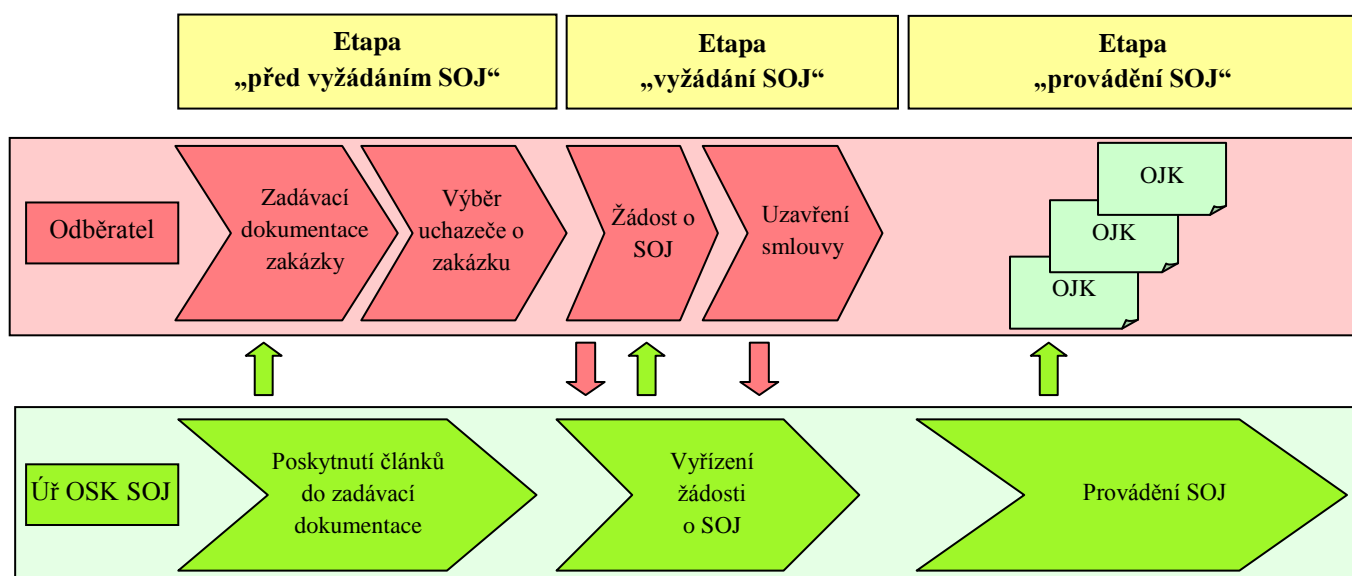 Etapa
„před vyžádáním SOJ“
Etapa
„vyžádání SOJ“
Etapa
„provádění SOJ“
Odběratel
Zadávací
dokumentace
zakázky
Výběr
uchazeče o
zakázku
Žádost o
SOJ
Uzavření
smlouvy
OJK
OJK
OJK
Úř OSK SOJ
Poskytnutí článků
do zadávací
dokumentace
Vyřízení
žádosti
o SOJ
Provádění SOJ